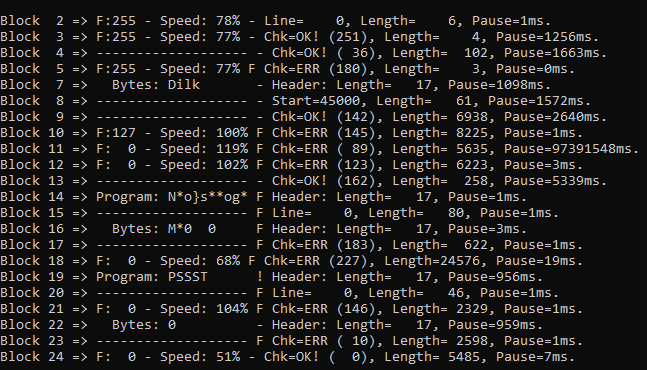 Block  2 => F:255 - Speed: 78% - Line=    0, Length=    6, Pause=1ms.
Block  3 => F:255 - Speed: 77% - Chk=OK! (251), Length=    4, Pause=1256ms.
Block  4 => ------------------- - Chk=OK! ( 36), Length=  102, Pause=1663ms.
Block  5 => F:255 - Speed: 77% F Chk=ERR (180), Length=    3, Pause=0ms.
Block  7 =>   Bytes: Dilk       - Header: Length=   17, Pause=1098ms.
Block  8 => ------------------- - Start=45000, Length=   61, Pause=1572ms.
Block  9 => ------------------- - Chk=OK! (142), Length= 6938, Pause=2640ms.
Block 10 => F:127 - Speed: 100% F Chk=ERR (145), Length= 8225, Pause=1ms.
Block 11 => F:  0 - Speed: 119% F Chk=ERR ( 89), Length= 5635, Pause=97391548ms.
Block 12 => F:  0 - Speed: 102% F Chk=ERR (123), Length= 6223, Pause=3ms.
Block 13 => ------------------- - Chk=OK! (162), Length=  258, Pause=5339ms.
Block 14 => Program: N*o}s**og* F Header: Length=   17, Pause=1ms.
Block 15 => ------------------- F Line=    0, Length=   80, Pause=1ms.
Block 16 =>   Bytes: M*0  0     F Header: Length=   17, Pause=3ms.
Block 17 => ------------------- F Chk=ERR (183), Length=  622, Pause=1ms.
Block 18 => F:  0 - Speed: 68% F Chk=ERR (227), Length=24576, Pause=19ms.
Block 19 => Program: PSSST      ! Header: Length=   17, Pause=956ms.
Block 20 => ------------------- F Line=    0, Length=   46, Pause=1ms.
Block 21 => F:  0 - Speed: 104% F Chk=ERR (146), Length= 2329, Pause=1ms.
Block 22 =>   Bytes: 0          - Header: Length=   17, Pause=959ms.
Block 23 => ------------------- F Chk=ERR ( 10), Length= 2598, Pause=1ms.
Block 24 => F:  0 - Speed: 51% - Chk=OK! (  0), Length= 5485, Pause=7ms.